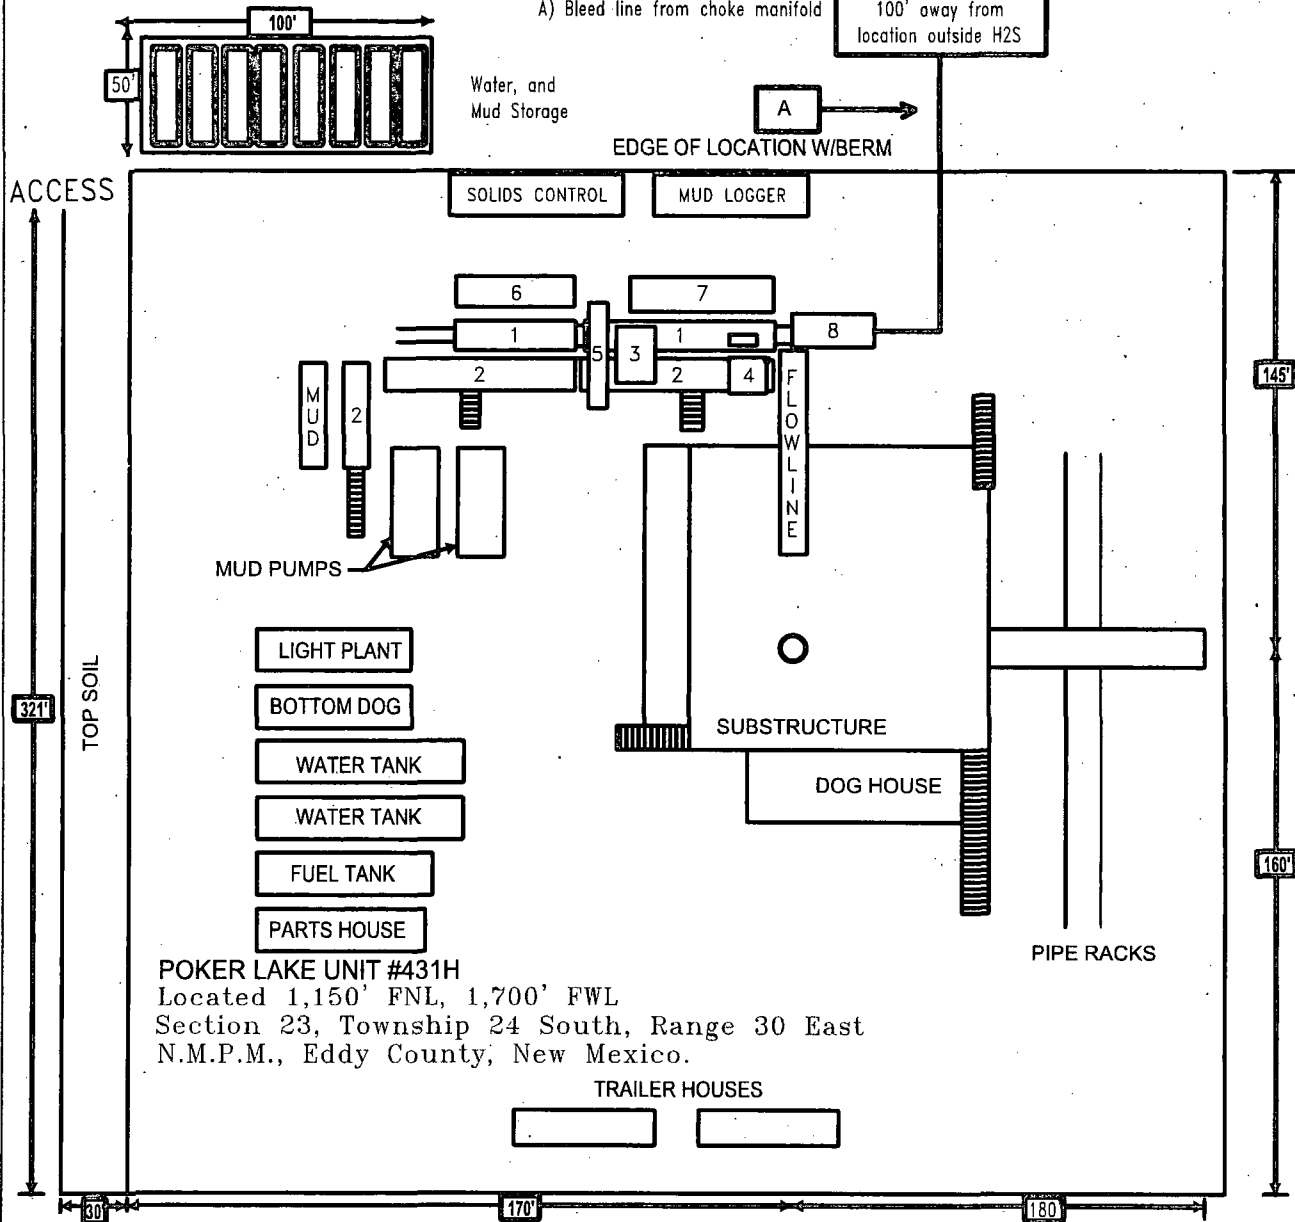 100'
A) Bleed line from choke manifold
100' away from
location outside H2S
50'
Water, and
Mud Storage
A
EDGE OF LOCATION W/BERM
ACCESS
SOLIDS CONTROL
MUD LOGGER
6
7
1
1
8
5
3
2
2
4
MUD
2
FLOWLINE
145'
MUD PUMPS
LIGHT PLANT
BOTTOM DOG
WATER TANK
WATER TANK
FUEL TANK
PARTS HOUSE
TOP SOIL
321'
SUBSTRUCTURE
DOG HOUSE
160'
PIPE RACKS
POKER LAKE UNIT #431H
Located 1,150' FNL, 1,700' FWL
Section 23, Township 24 South, Range 30 East
N.M.P.M., Eddy County, New Mexico.
TRAILER HOUSES
30'
170'
180